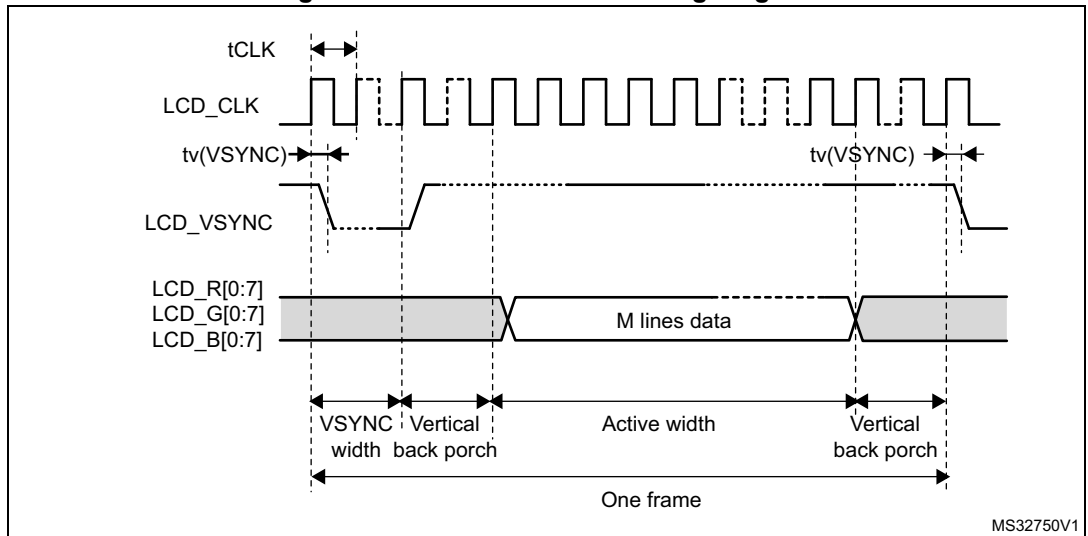 tCLK
LCD_CLK
tv(VSYNC)
tv(VSYNC)
LCD_VSYNC
LCD_R[0:7]
LCD_G[0:7]
LCD_B[0:7]
M lines data
VSYNC width
Vertical back porch
Active width
Vertical back porch
One frame
MS32750V1